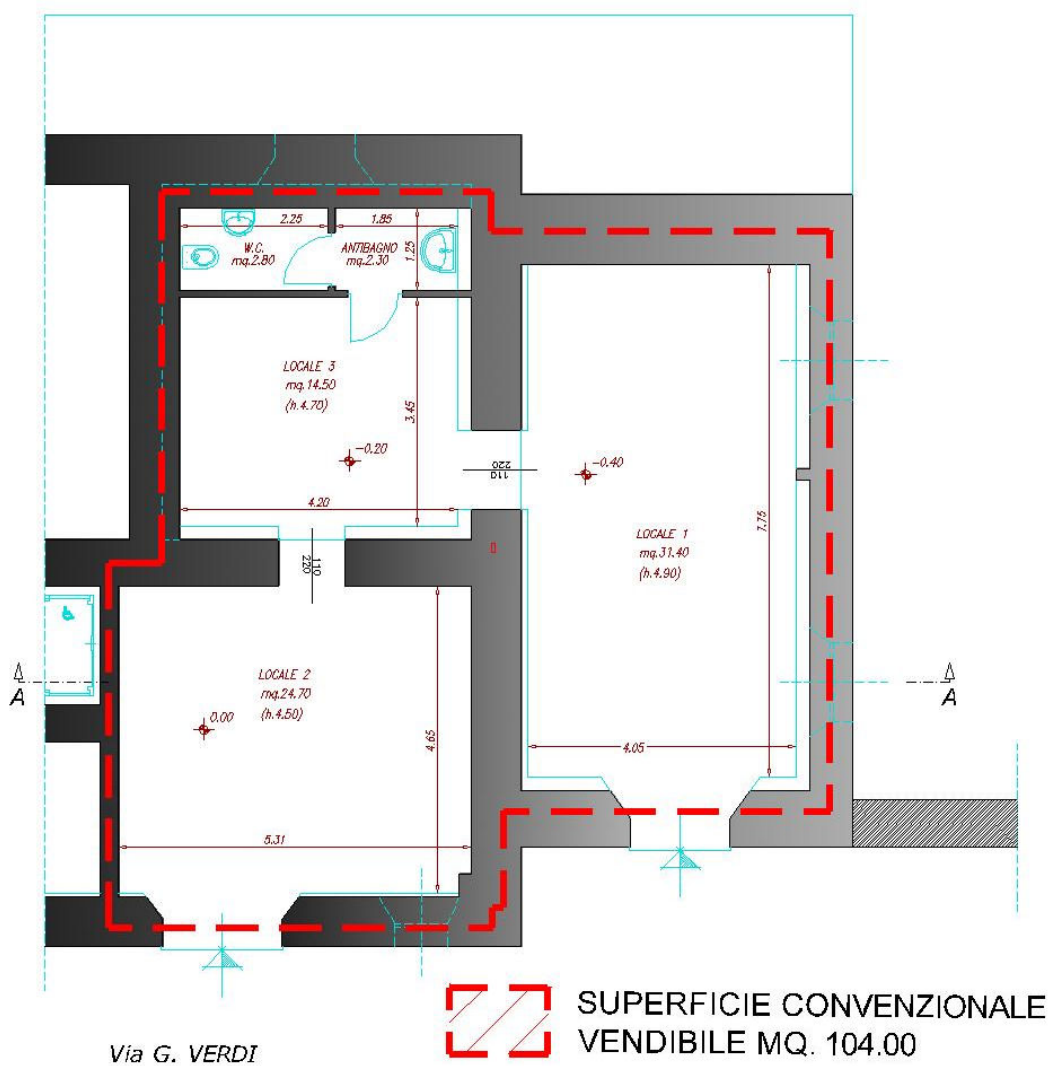 2.25
1.85
W.C.
mq.2.80
ANTIBAGNO
mq.2.30
1.25
LOCALE 3
mq.14.50
(h.4.70)
3.45
-0.20
220
110
-0.40
4.20
7.75
LOCALE 1
mq.31.40
(h.4.90)
110
220
LOCALE 2
mq.24.70
(h.4.50)
A
A
0.00
4.65
4.05
5.31
SUPERFICIE CONVENZIONALE
VENDIBILE MQ. 104.00
Via G. VERDI